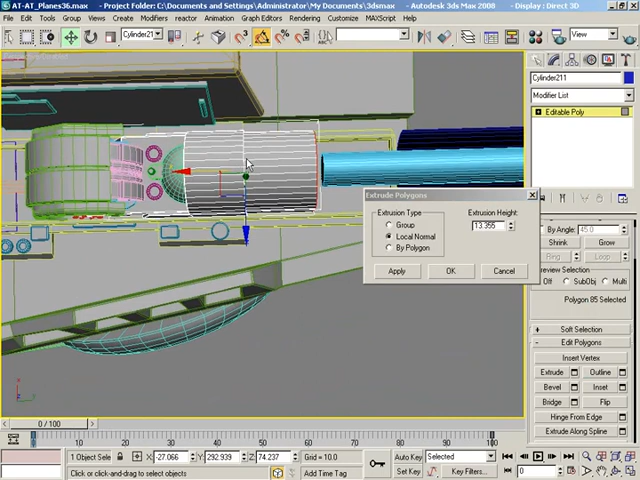 AT-AT_Planes36.max - Project Folder: C:\Documents and Settings\Administrator\My Documents\3dsmax - Autodesk 3ds Max 2008 - Display : Direct 3D
File Edit Tools Group Views Create Modifiers reactor Animation Graph Editors Rendering Customize MAXScript Help
Cylinder21
View
Cylinder211
Modifier List
Editable Poly
Extrude Polygons
Extrusion Type
Group
Local Normal
By Polygon
Extrusion Height:
13.355
Apply OK Cancel
By Angle: 45.0
Shrink Grow
Ring Loop
Preview Selection
Off SubObj Multi
Polygon 85 Selected
+ Soft Selection
- Edit Polygons
Insert Vertex
Extrude Outline
Bevel Inset
Bridge Flip
Hinge From Edge
Extrude Along Spline
0 / 100
0 10 20 30 40 50 60 70 80 90 100
1 Object Sele X: -27.066 Y: 292.939 Z: 74.237 Grid = 10.0
Auto Key Selected
Click or click-and-drag to select objects Add Time Tag
Set Key Key Filters... 0